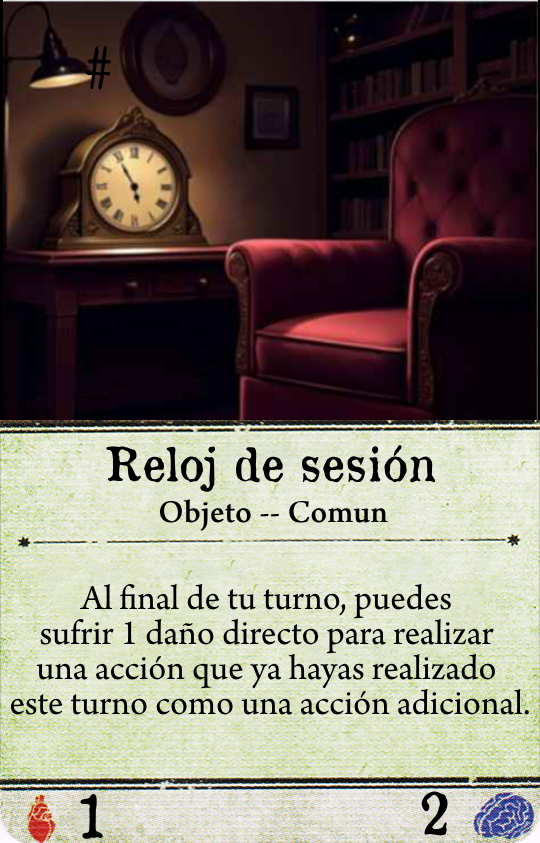 #
Reloj de sesión
Objeto -- Comun
Al final de tu turno, puedes
sufrir 1 daño directo para realizar
una acción que ya hayas realizado
este turno como una acción adicional.
1
2